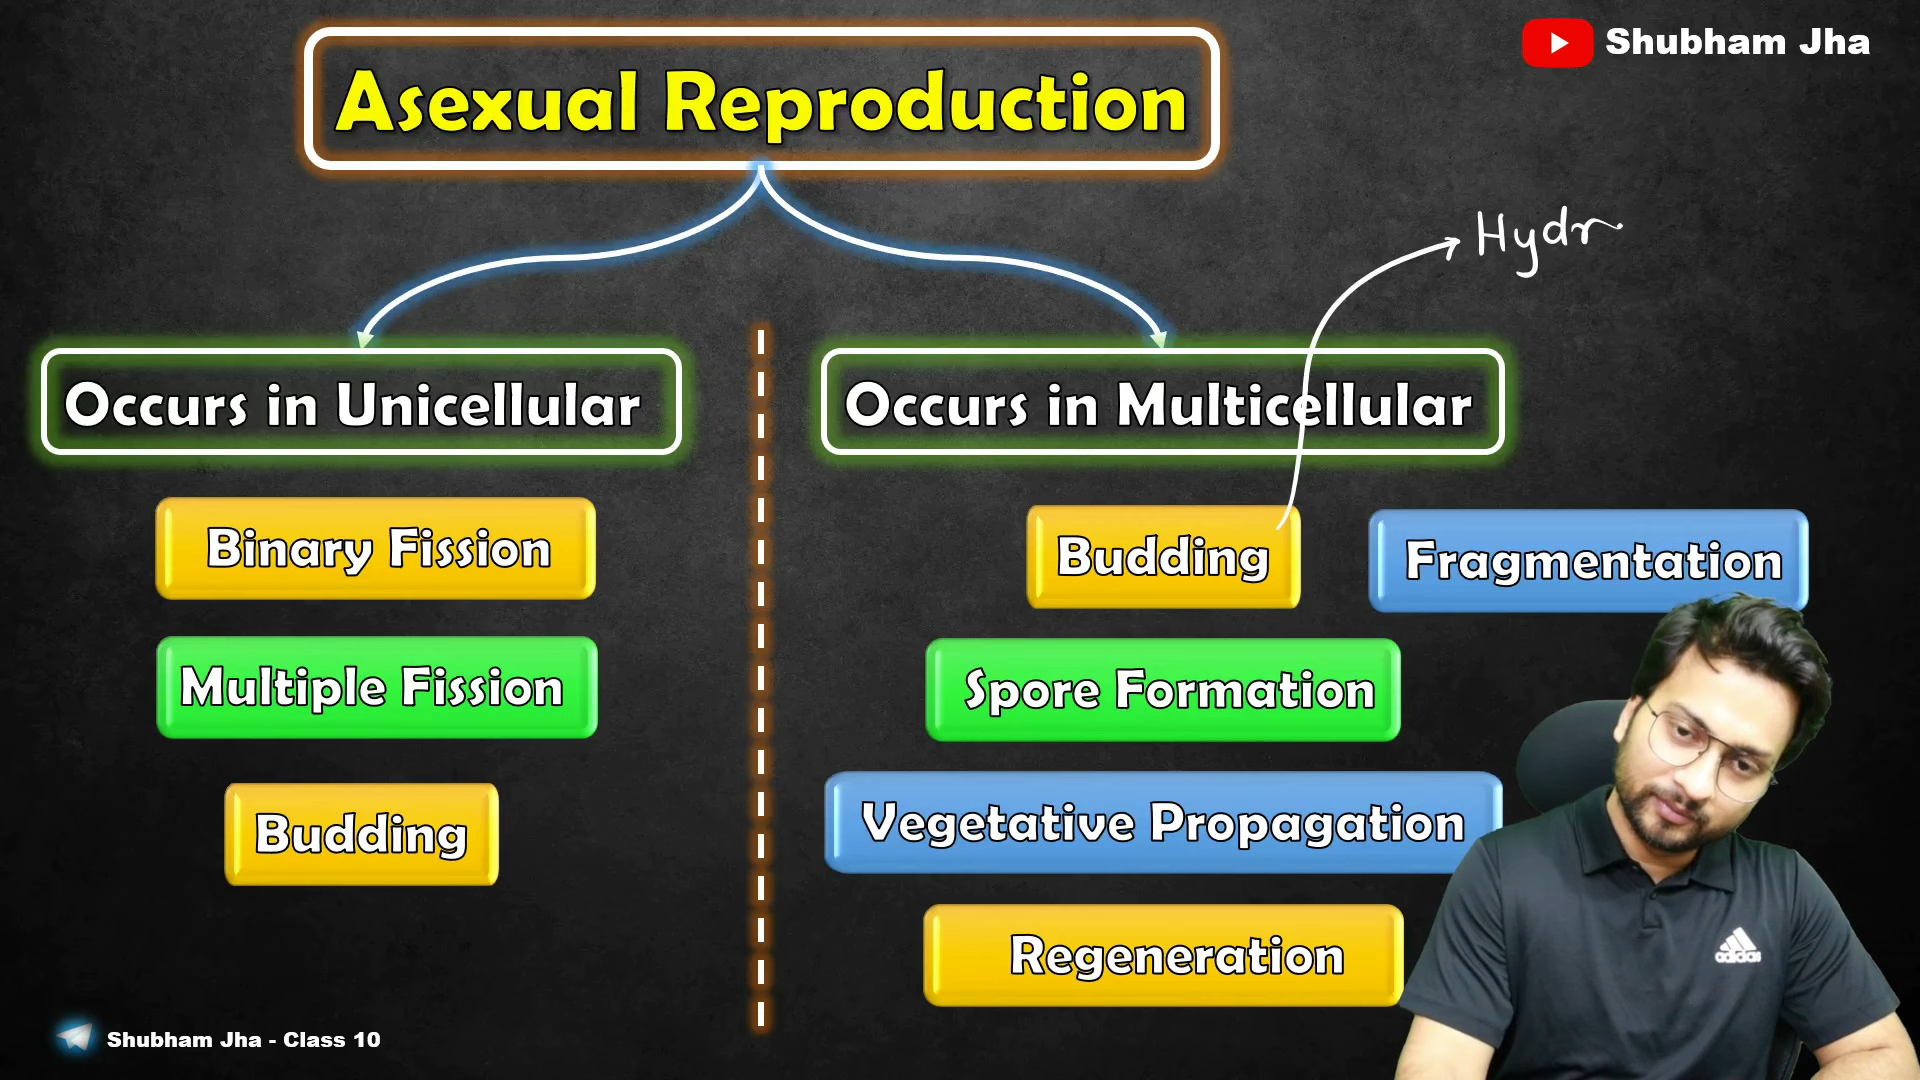 Asexual Reproduction
Shubham Jha
Hydr
Occurs in Unicellular
Occurs in Multicellular
Binary Fission
Multiple Fission
Budding
Budding
Fragmentation
Spore Formation
Vegetative Propagation
Regeneration
adidas
Shubham Jha - Class 10